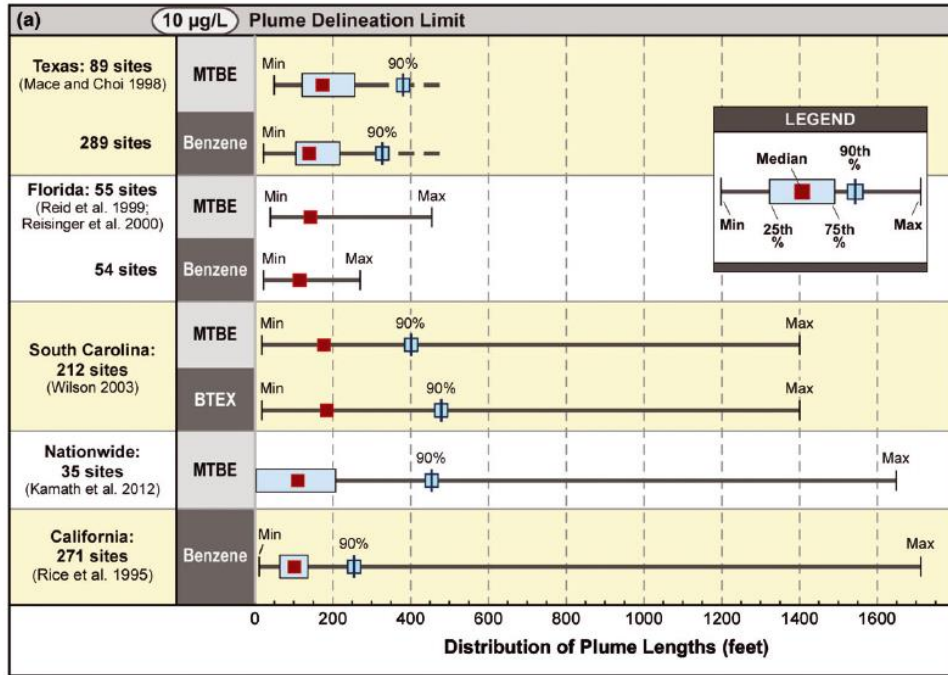 (a) 10 µg/L Plume Delineation Limit
Texas: 89 sites
(Mace and Choi 1998)
MTBE
Min
90%
289 sites
Benzene
Min
90%
Florida: 55 sites
(Reid et al. 1999;
Reisinger et al. 2000)
MTBE
Min
Max
54 sites
Benzene
Min
Max
South Carolina:
212 sites
(Wilson 2003)
MTBE
Min
90%
Max
BTEX
Min
90%
Max
Nationwide:
35 sites
(Kamath et al. 2012)
MTBE
90%
Max
California:
271 sites
(Rice et al. 1995)
Benzene
Min
90%
Max
LEGEND
Median
90th
%
Min
25th
%
75th
%
Max
0 200 400 600 800 1000 1200 1400 1600
Distribution of Plume Lengths (feet)